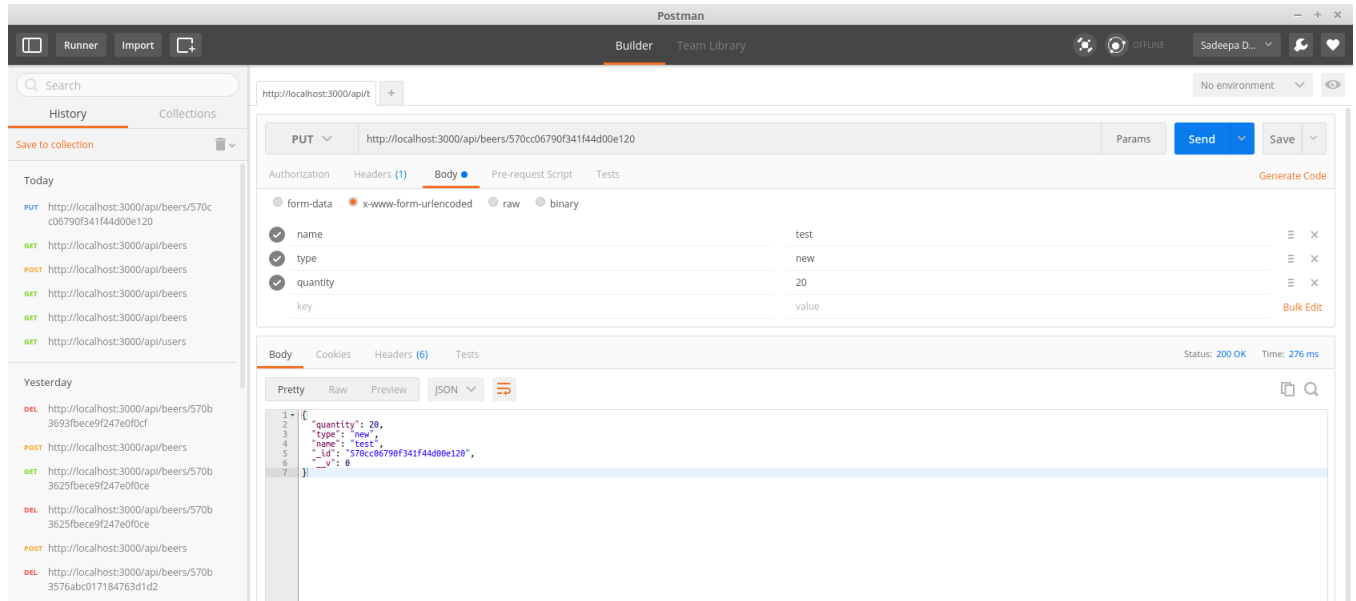 Postman
Runner Import Builder Team Library OFFLINE Sadeepa D...
Search
History Collections
Save to collection
Today
PUT http://localhost:3000/api/beers/570c
c06790f341f44d00e120
GET http://localhost:3000/api/beers
POST http://localhost:3000/api/beers
GET http://localhost:3000/api/beers
GET http://localhost:3000/api/beers
GET http://localhost:3000/api/users
Yesterday
DEL http://localhost:3000/api/beers/570b
3693fbece9f247e0f0cf
POST http://localhost:3000/api/beers
GET http://localhost:3000/api/beers/570b
3625fbece9f247e0f0ce
DEL http://localhost:3000/api/beers/570b
3625fbece9f247e0f0ce
POST http://localhost:3000/api/beers
DEL http://localhost:3000/api/beers/570b
3576abc017184763d1d2
http://localhost:3000/api/t +
No environment
PUT http://localhost:3000/api/beers/570cc06790f341f44d00e120 Params Send Save
Authorization Headers (1) Body Pre-request Script Tests Generate Code
form-data x-www-form-urlencoded raw binary
name test
type new
quantity 20
key value Bulk Edit
Body Cookies Headers (6) Tests Status: 200 OK Time: 276 ms
Pretty Raw Preview JSON
1 {
2 "quantity": 20,
3 "type": "new",
4 "name": "test",
5 "_id": "570cc06790f341f44d00e120",
6 "__v": 0
7 }